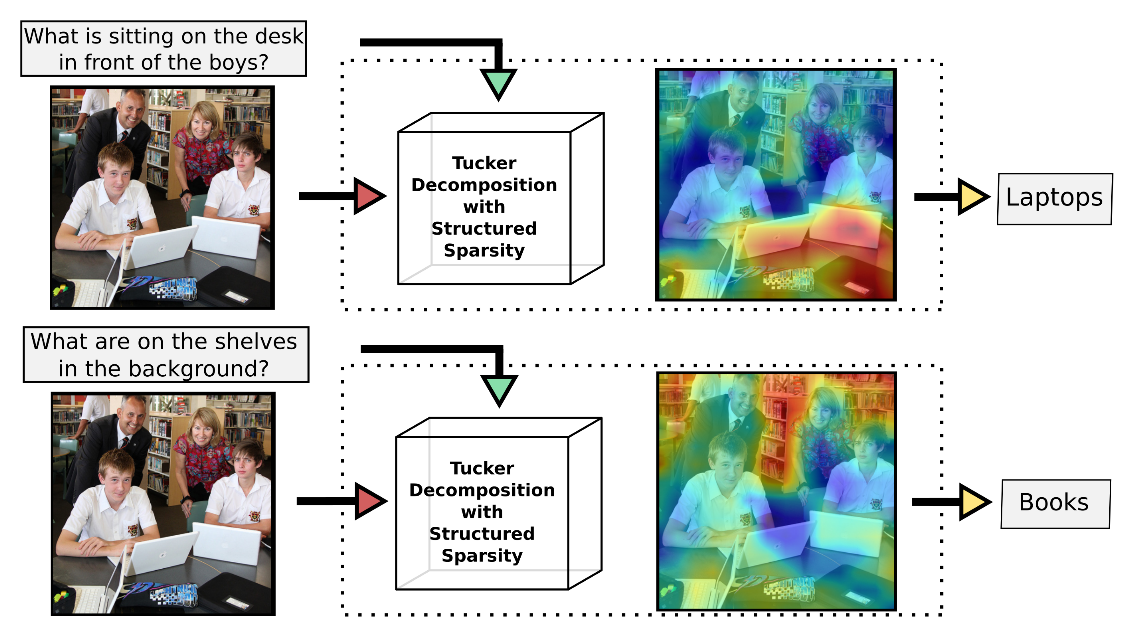 What is sitting on the desk
in front of the boys?
Tucker
Decomposition
with
Structured
Sparsity
Laptops
What are on the shelves
in the background?
Tucker
Decomposition
with
Structured
Sparsity
Books